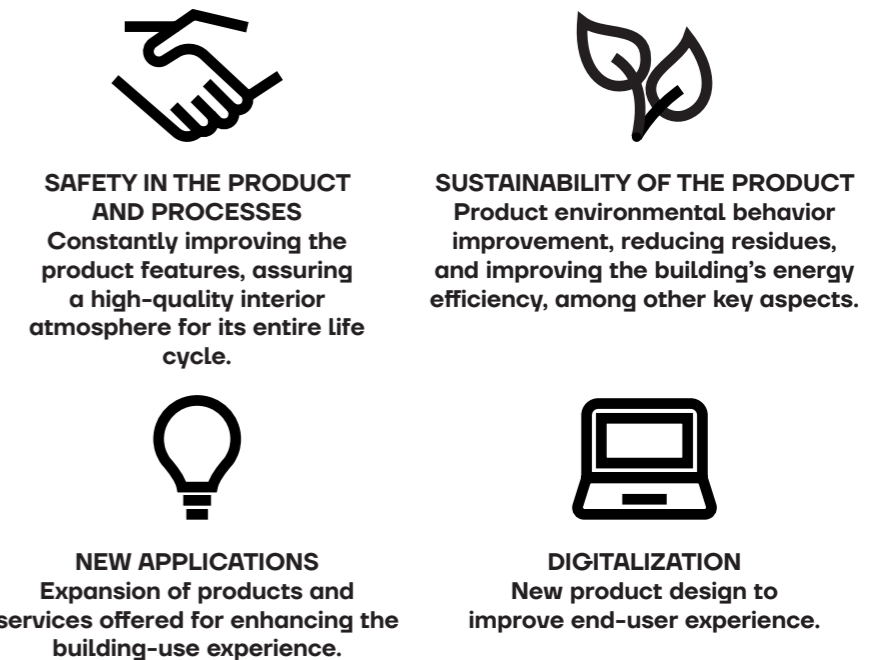 SAFETY IN THE PRODUCT
AND PROCESSES
Constantly improving the
product features, assuring
a high-quality interior
atmosphere for its entire life
cycle.
SUSTAINABILITY OF THE PRODUCT
Product environmental behavior
improvement, reducing residues,
and improving the building's energy
efficiency, among other key aspects.
NEW APPLICATIONS
Expansion of products and
services offered for enhancing the
building-use experience.
DIGITALIZATION
New product design to
improve end-user experience.